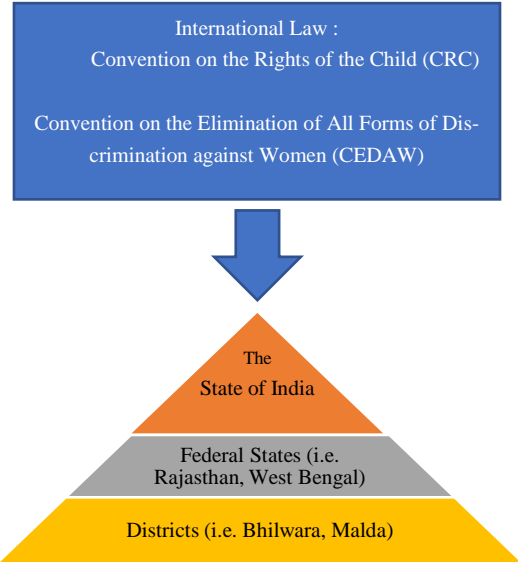 International Law :
Convention on the Rights of the Child (CRC)
Convention on the Elimination of All Forms of Dis-
crimination against Women (CEDAW)
The
State of India
Federal States (i.e.
Rajasthan, West Bengal)
Districts (i.e. Bhilwara, Malda)